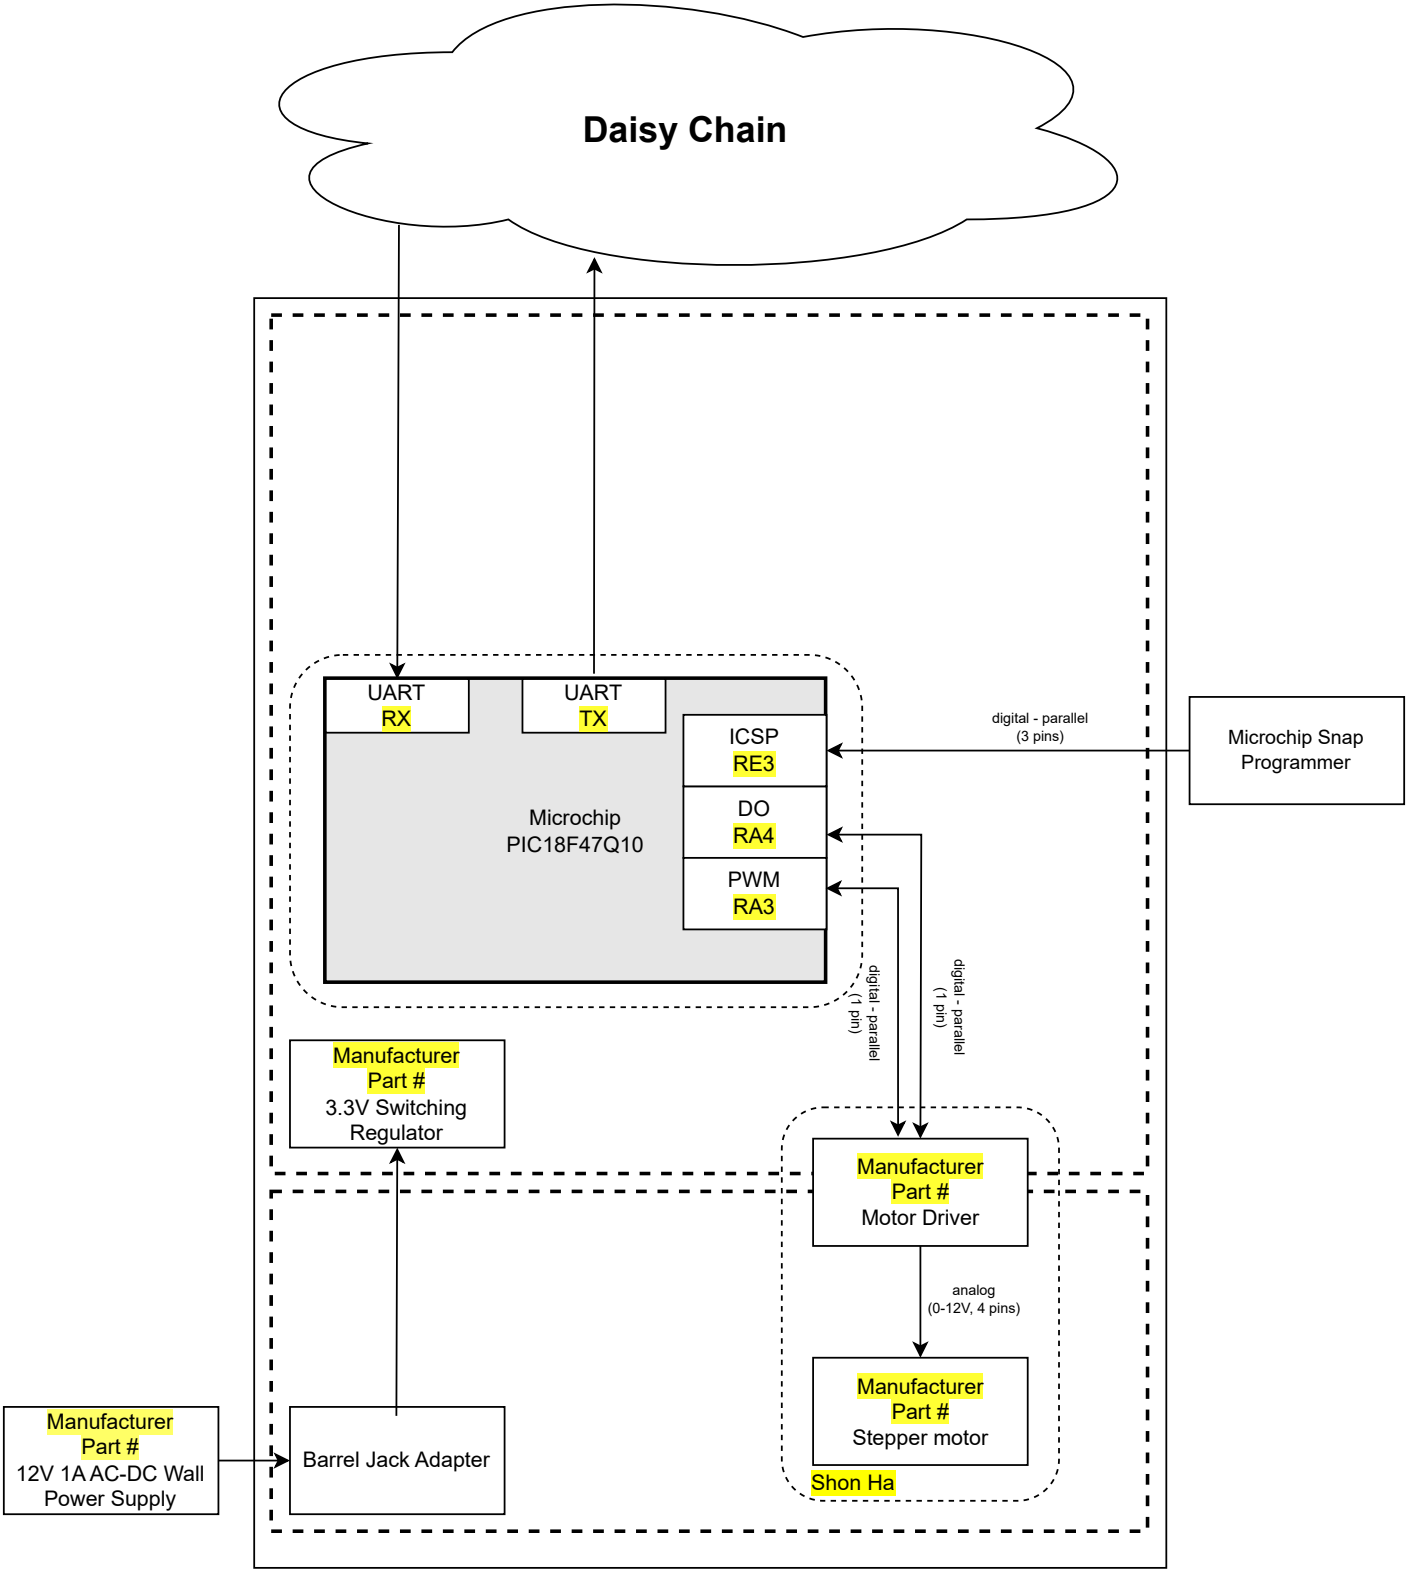 Daisy Chain
UART
RX
UART
TX
ICSP
RE3
digital - parallel
(3 pins)
Microchip Snap
Programmer
DO
RA4
Microchip
PIC18F47Q10
PWM
RA3
digital - parallel
(1 pin)
digital - parallel
(1 pin)
Manufacturer
Part #
3.3V Switching
Regulator
Manufacturer
Part #
Motor Driver
analog
(0-12V, 4 pins)
Manufacturer
Part #
Stepper motor
Shon Ha
Manufacturer
Part #
12V 1A AC-DC Wall
Power Supply
Barrel Jack Adapter